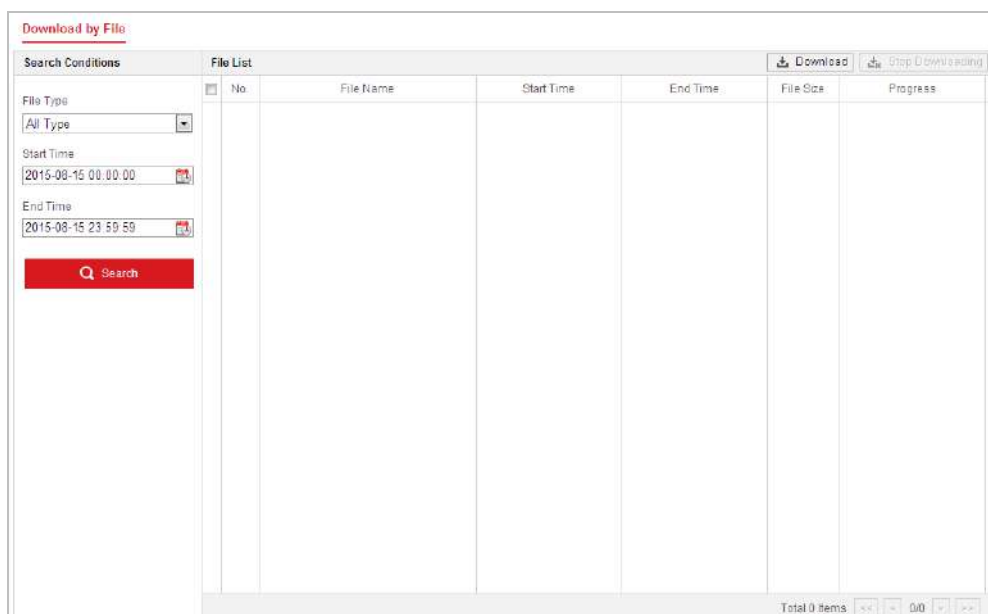 Download by File
Search Conditions
File List
Download
Stop Downloading
No.
File Name
Start Time
End Time
File Size
Progress
File Type
All Type
Start Time
2015-08-15 00:00:00
End Time
2015-08-15 23:59:59
Search
Total 0 Items << < 0/0 > >>